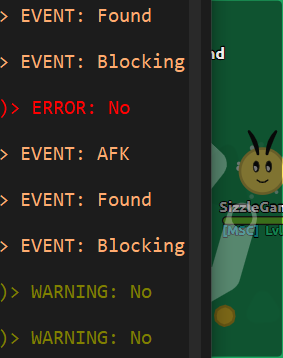 > EVENT: Found
> EVENT: Blocking
)> ERROR: No
> EVENT: AFK
> EVENT: Found
> EVENT: Blocking
)> WARNING: No
)> WARNING: No
nd
SizzleGam
[MSC] Lvl